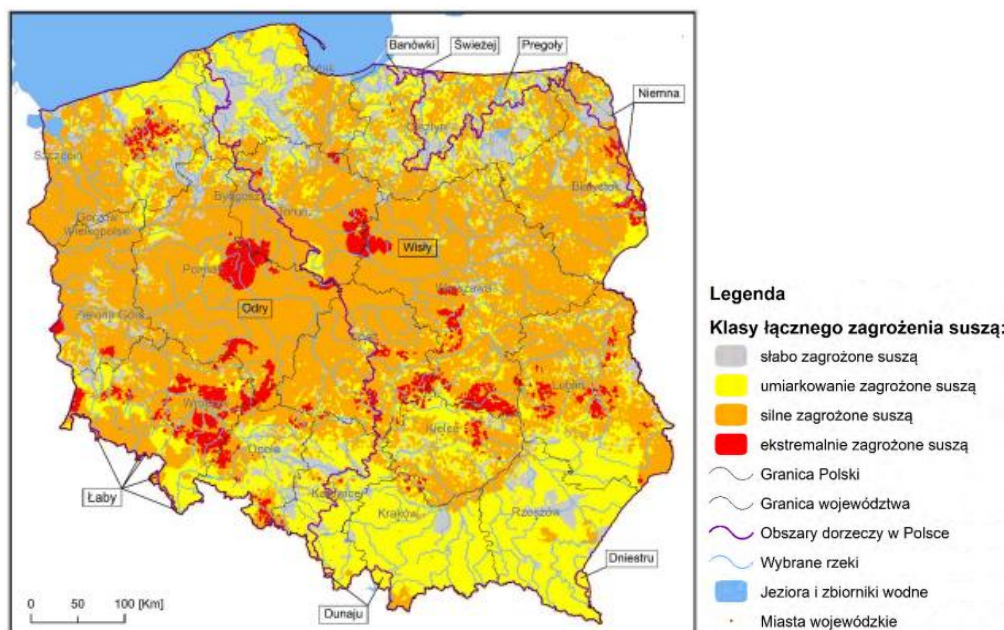 Banówki
Świeżej
Pregoły
Niemna
Gdańsk
Olsztyn
Szczecin
Białystok
Bydgoszcz
Toruń
Gorzów
Wielkopolski
Wisły
Poznań
Warszawa
Odry
Zielona Góra
Łódź
Wrocław
Lublin
Opole
Kielce
Łaby
Katowice
Kraków
Rzeszów
Dniestru
Dunaju
0 50 100 [Km]
Legenda
Klasy łącznego zagrożenia suszą:
słabo zagrożone suszą
umiarkowanie zagrożone suszą
silne zagrożone suszą
ekstremalnie zagrożone suszą
Granica Polski
Granica województwa
Obszary dorzeczy w Polsce
Wybrane rzeki
Jeziora i zbiorniki wodne
Miasta wojewódzkie